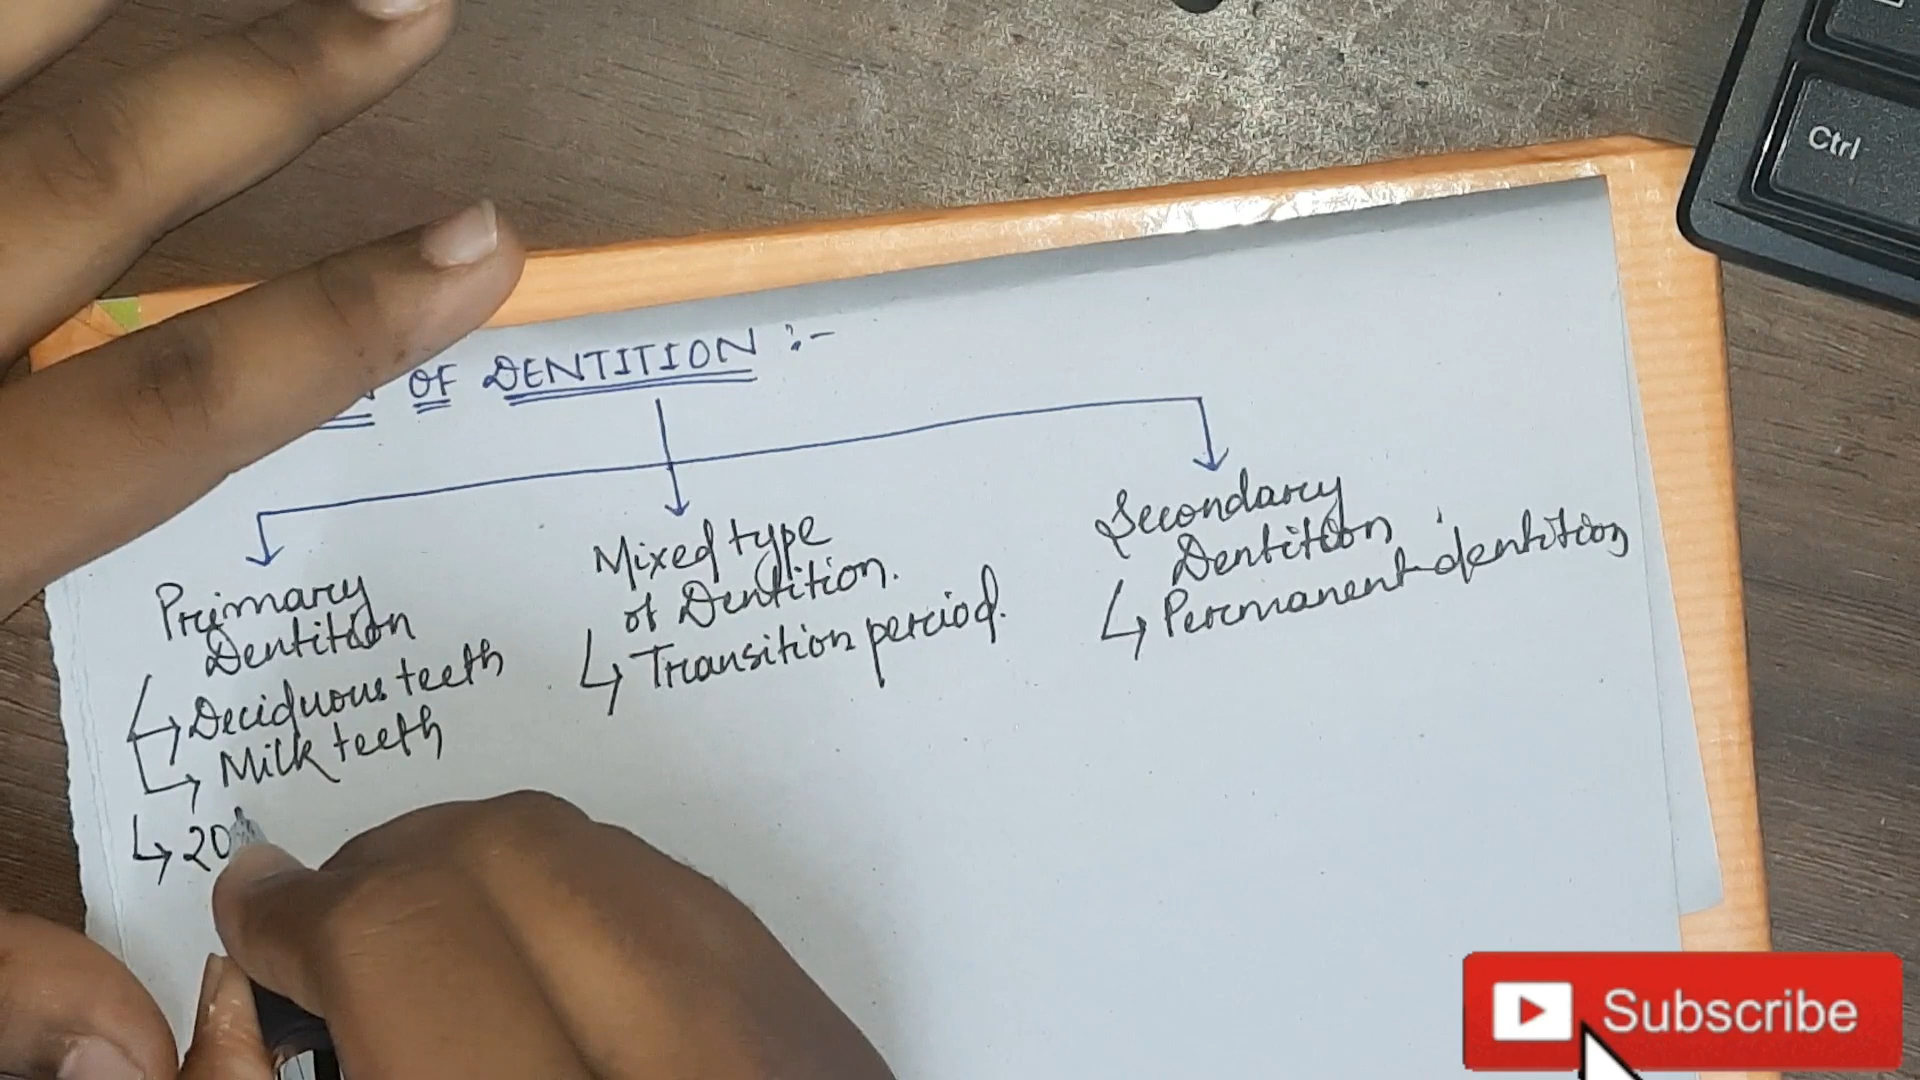 OF DENTITION :-
Primary
Dentition
Deciduous teeth
Milk teeth
20
Mixed type
of Dentition.
Transition period.
Secondary
Dentition
Permanent dentition
Ctrl
Subscribe